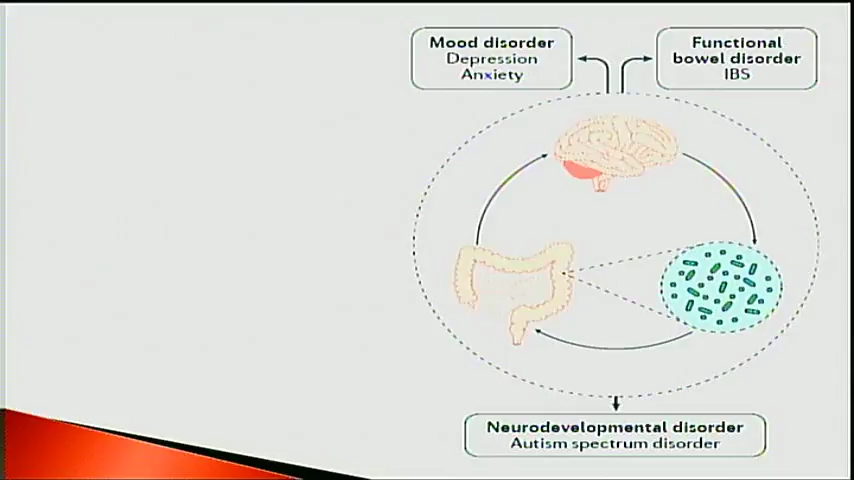 Mood disorder
Depression
Anxiety
Functional
bowel disorder
IBS
Neurodevelopmental disorder
Autism spectrum disorder